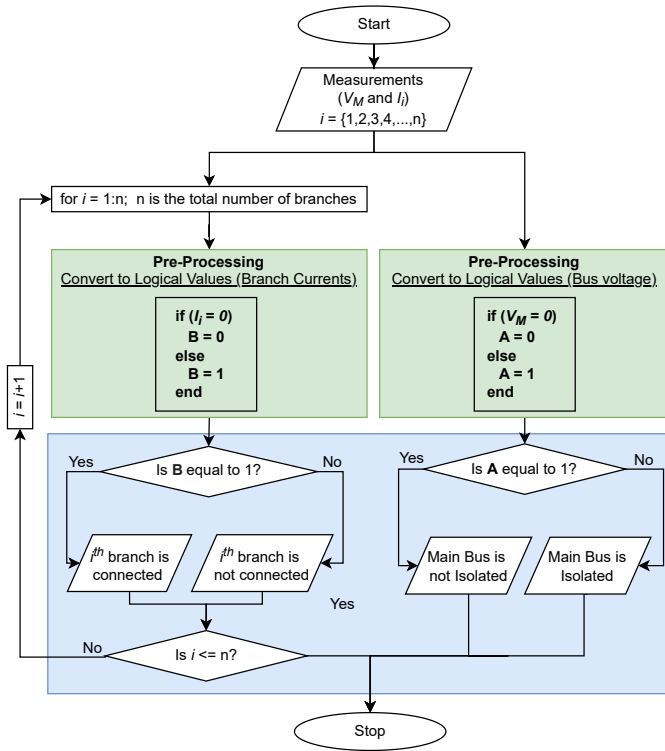 Start
Measurements
(V_M and I_i)
i = {1,2,3,4,...,n}
for i = 1:n;  n is the total number of branches
Pre-Processing
Convert to Logical Values (Branch Currents)
if (I_i = 0)
B = 0
else
B = 1
end
Pre-Processing
Convert to Logical Values (Bus voltage)
if (V_M = 0)
A = 0
else
A = 1
end
i = i+1
Yes
Is B equal to 1?
No
Yes
Is A equal to 1?
No
i^th branch is
connected
i^th branch is
not connected
Main Bus is
not Isolated
Main Bus is
Isolated
Yes
No
Is i <= n?
Stop